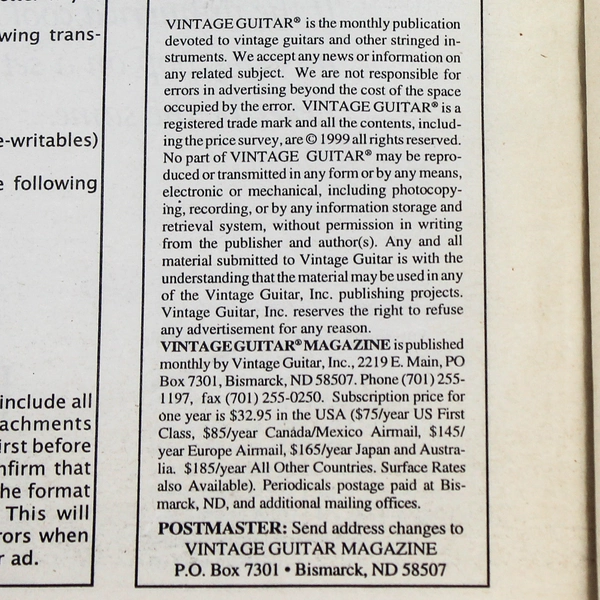 wing trans-
e-writables)
e following
include all
achments
irst before
nfirm that
he format
This will
rors when
r ad.
VINTAGE GUITAR® is the monthly publication
devoted to vintage guitars and other stringed in-
struments. We accept any news or information on
any related subject. We are not responsible for
errors in advertising beyond the cost of the space
occupied by the error. VINTAGE GUITAR® is a
registered trade mark and all the contents, includ-
ing the price survey, are © 1999 all rights reserved.
No part of VINTAGE GUITAR® may be repro-
duced or transmitted in any form or by any means,
electronic or mechanical, including photocopy-
ing, recording, or by any information storage and
retrieval system, without permission in writing
from the publisher and author(s). Any and all
material submitted to Vintage Guitar is with the
understanding that the material may be used in any
of the Vintage Guitar, Inc. publishing projects.
Vintage Guitar, Inc. reserves the right to refuse
any advertisement for any reason.
VINTAGE GUITAR® MAGAZINE is published
monthly by Vintage Guitar, Inc., 2219 E. Main, PO
Box 7301, Bismarck, ND 58507. Phone (701) 255-
1197, fax (701) 255-0250. Subscription price for
one year is $32.95 in the USA ($75/year US First
Class, $85/year Canada/Mexico Airmail, $145/
year Europe Airmail, $165/year Japan and Austra-
lia. $185/year All Other Countries. Surface Rates
also Available). Periodicals postage paid at Bis-
marck, ND, and additional mailing offices.
POSTMASTER: Send address changes to
VINTAGE GUITAR MAGAZINE
P.O. Box 7301 • Bismarck, ND 58507